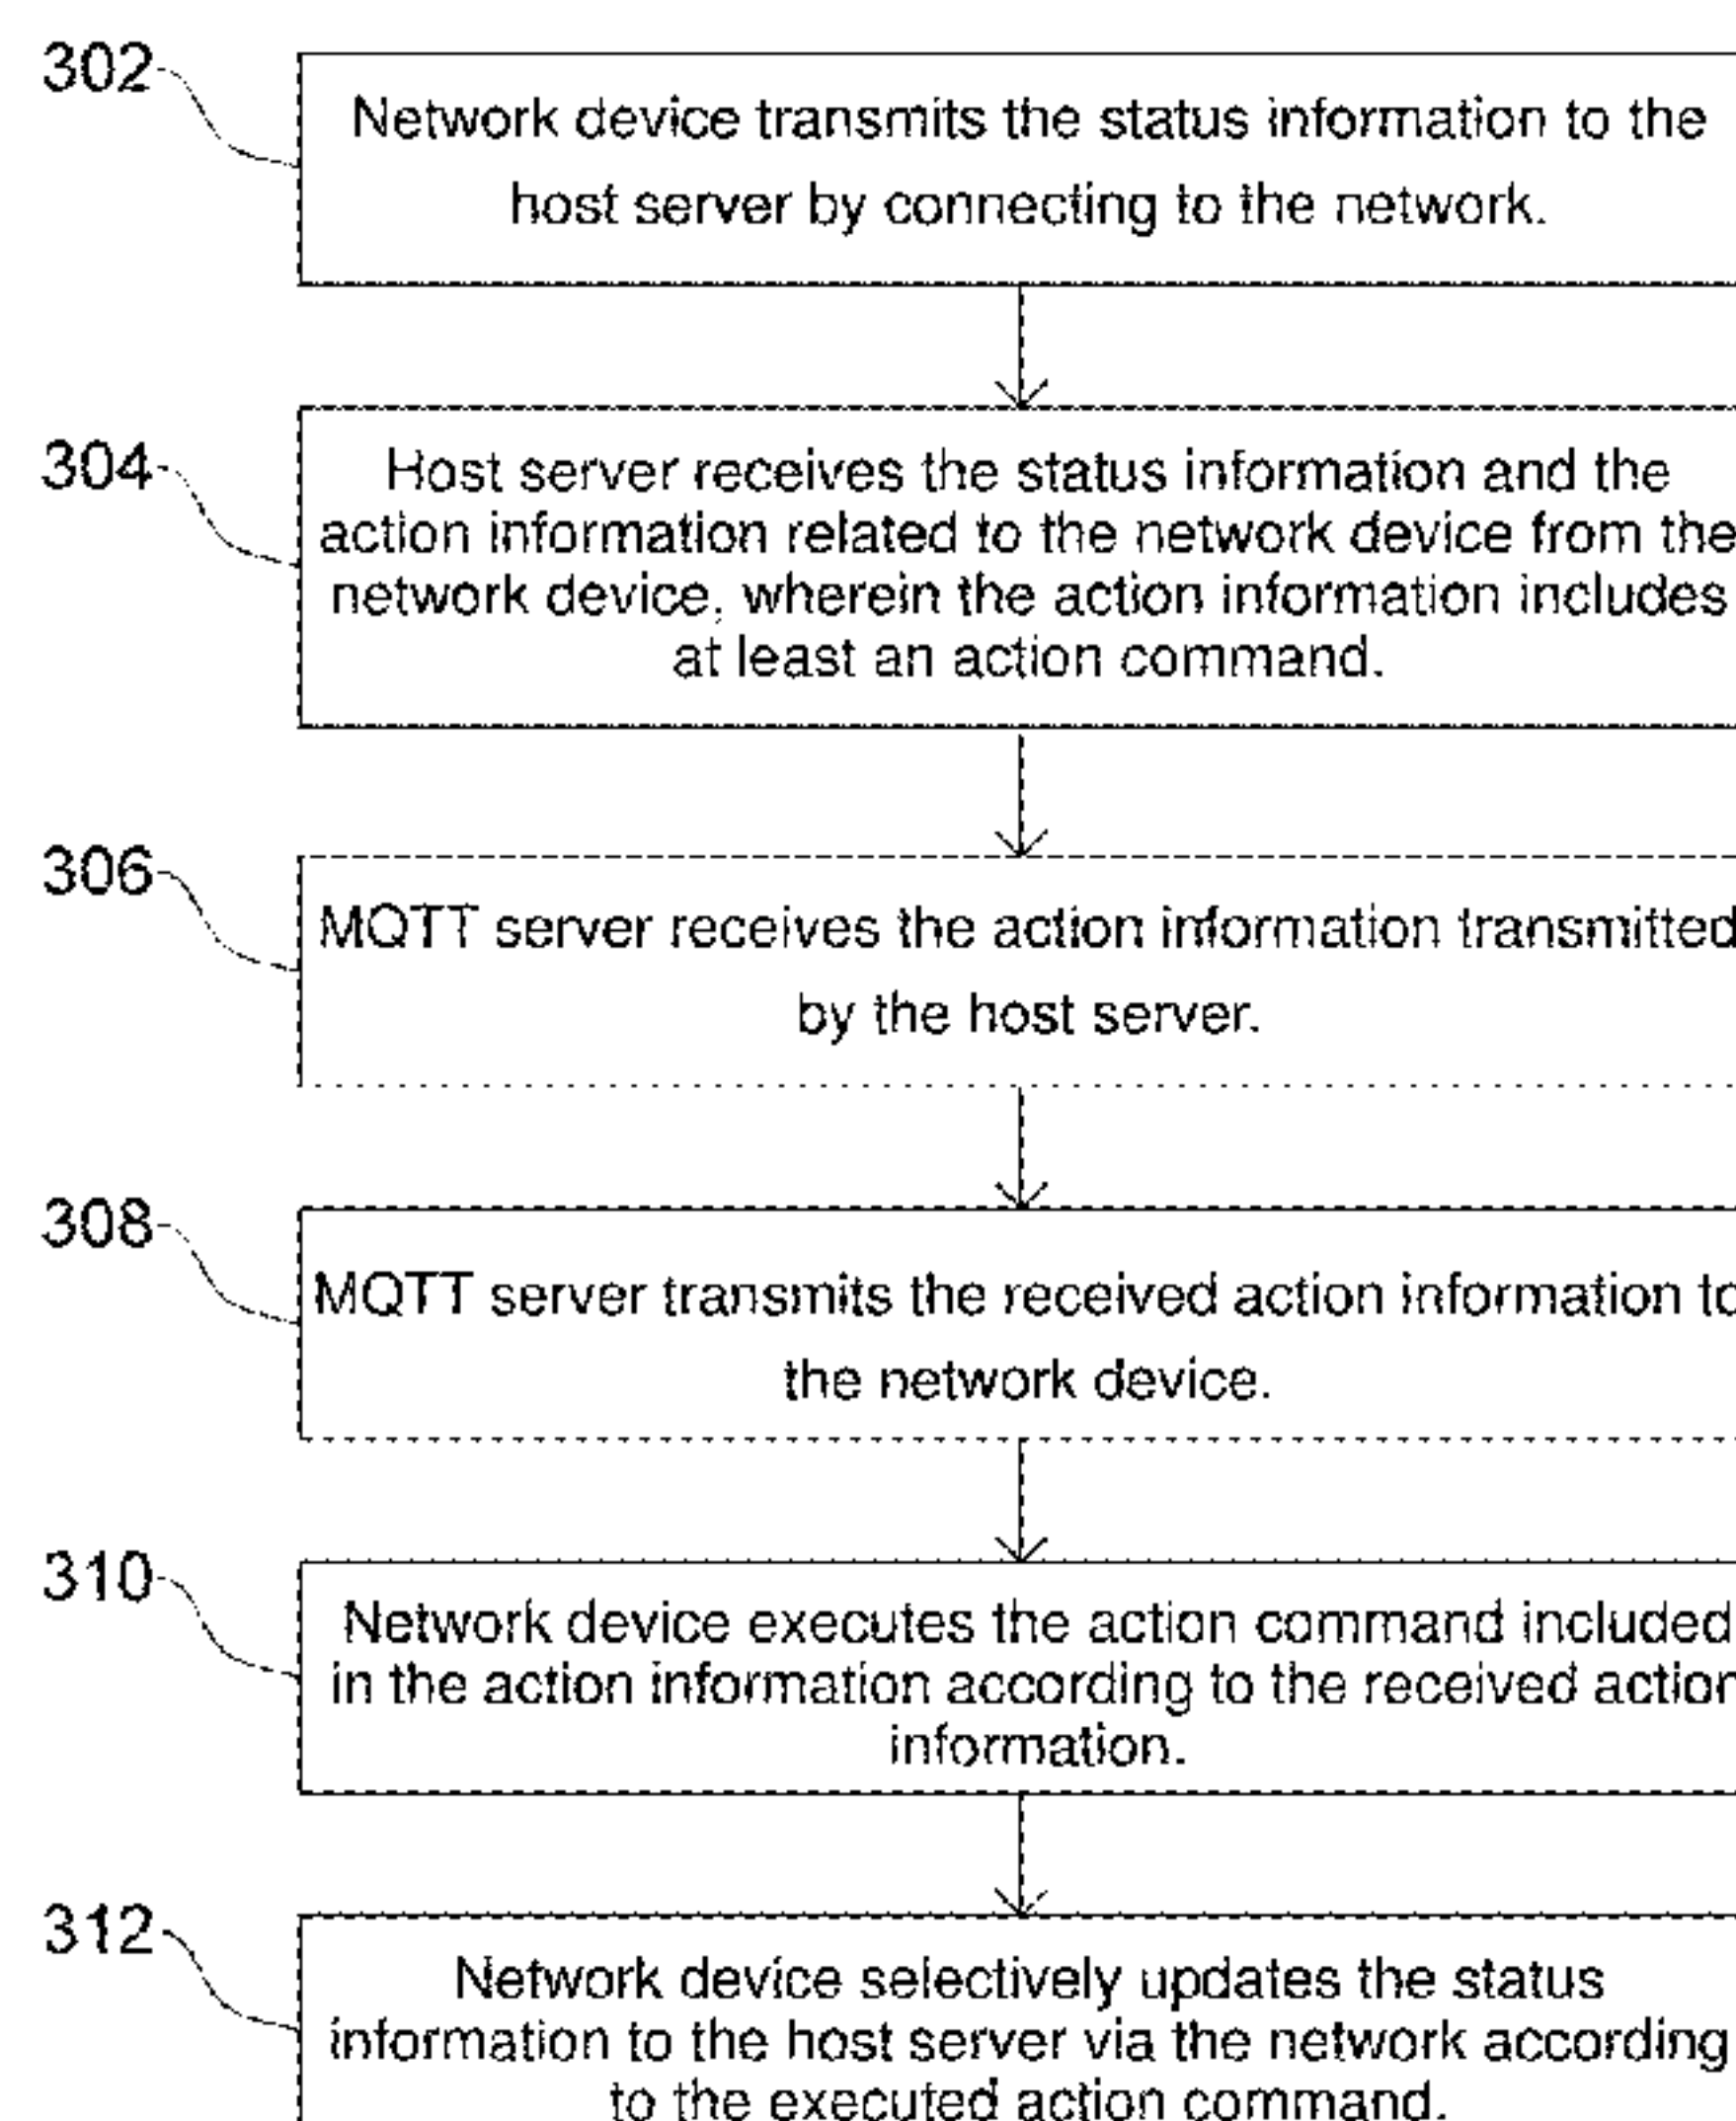 302
Network device transmits the status information to the
host server by connecting to the network.
304
Host server receives the status information and the
action information related to the network device from the
network device, wherein the action information includes
at least an action command.
306
MQTT server receives the action information transmitted
by the host server.
308
MQTT server transmits the received action information to
the network device.
310
Network device executes the action command included
in the action information according to the received action
information.
312
Network device selectively updates the status
information to the host server via the network according
to the executed action command.